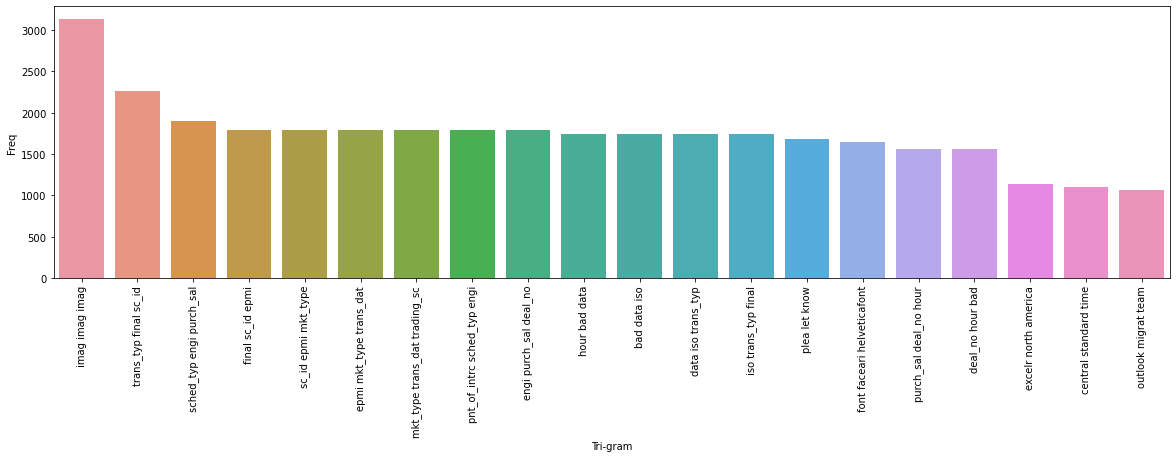 3000
2500
2000
1500
1000
500
0
Freq
imag imag imag
trans_typ final sc_id
sched_typ engi purch_sal
final sc_id epmi
sc_id epmi mkt_type
epmi mkt_type trans_dat
mkt_type trans_dat trading_sc
pnt_of_intrc sched_typ engi
engi purch_sal deal_no
hour bad data
bad data iso
data iso trans_typ
iso trans_typ final
plea let know
font faceari helveticafont
purch_sal deal_no hour
deal_no hour bad
excelr north america
central standard time
outlook migrat team
Tri-gram